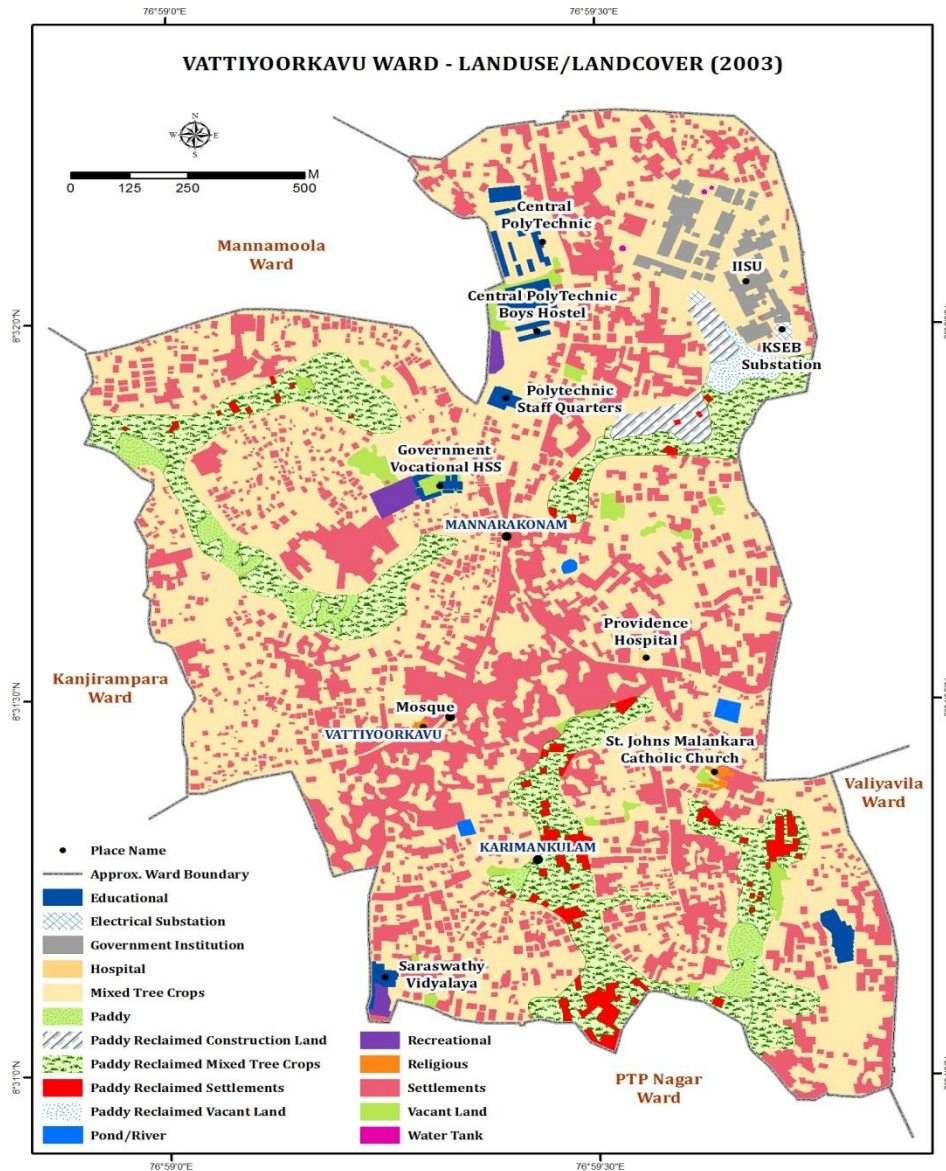 76°59'0"E
76°59'30"E
VATTIYOORKAVU WARD - LANDUSE/LANDCOVER (2003)
N
W E
S
0 125 250 500 M
Central
PolyTechnic
Mannamoola
Ward
IISU
Central PolyTechnic
Boys Hostel
KSEB
Substation
Polytechnic
Staff Quarters
Government
Vocational HSS
MANNARAKONAM
Providence
Hospital
Kanjirampara
Ward
8°31'30"N
Mosque
VATTIYOORKAVU
St. Johns Malankara
Catholic Church
Valiyavila
Ward
KARIMANKULAM
Saraswathy
Vidyalaya
PTP Nagar
Ward
Place Name
Approx. Ward Boundary
Educational
Electrical Substation
Government Institution
Hospital
Mixed Tree Crops
Paddy
Paddy Reclaimed Construction Land
Paddy Reclaimed Mixed Tree Crops
Paddy Reclaimed Settlements
Paddy Reclaimed Vacant Land
Pond/River
Recreational
Religious
Settlements
Vacant Land
Water Tank
8°31'0"N
76°59'0"E
76°59'30"E